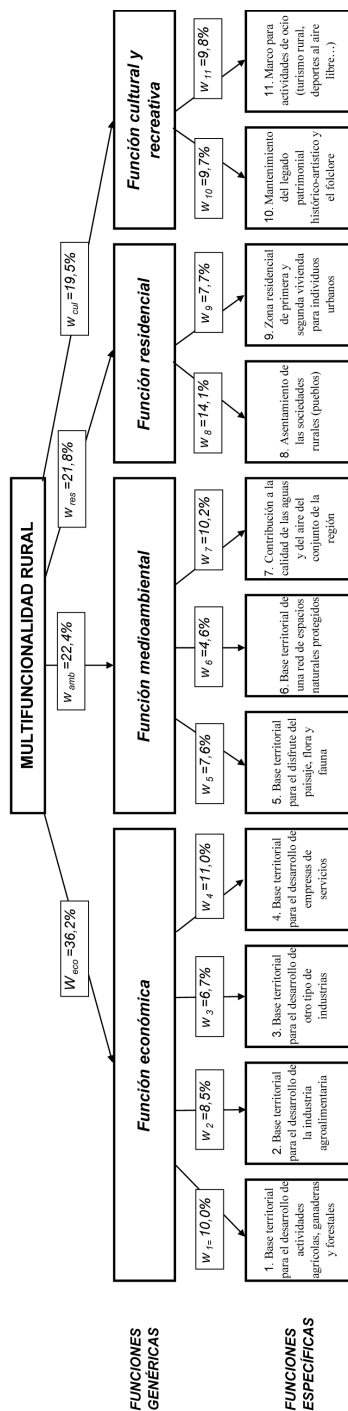 MULTIFUNCIONALIDAD RURAL
W eco =36,2%
w amb =22,4%
w res =21,8%
w cul =19,5%
FUNCIONES
GENÉRICAS
Función económica
Función medioambiental
Función residencial
Función cultural y
recreativa
w 1= 10,0%
w 2 =8,5%
w 3 =6,7%
w 4 =11,0%
w 5 =7,6%
w 6 =4,6%
w 7 =10,2%
w 8 =14,1%
w 9 =7,7%
w 10 =9,7%
w 11 =9,8%
FUNCIONES
ESPECÍFICAS
1. Base territorial
para el desarrollo de
actividades
agrícolas, ganaderas
y forestales
2. Base territorial
para el desarrollo de
la industria
agroalimentaria
3. Base territorial
para el desarrollo de
otro tipo de
industrias
4. Base territorial
para el desarrollo de
empresas de
servicios
5. Base territorial
para el disfrute del
paisaje, flora y
fauna
6. Base territorial de
una red de espacios
naturales protegidos
7. Contribución a la
calidad de las aguas
y del aire del
conjunto de la
región
8. Asentamiento de
las sociedades
rurales (pueblos)
9. Zona residencial
de primera y
segunda vivienda
para individuos
urbanos
10. Mantenimiento
del legado
patrimonial
histórico-artístico y
el folclore
11. Marco para
actividades de ocio
(turismo rural,
deportes al aire
libre…)